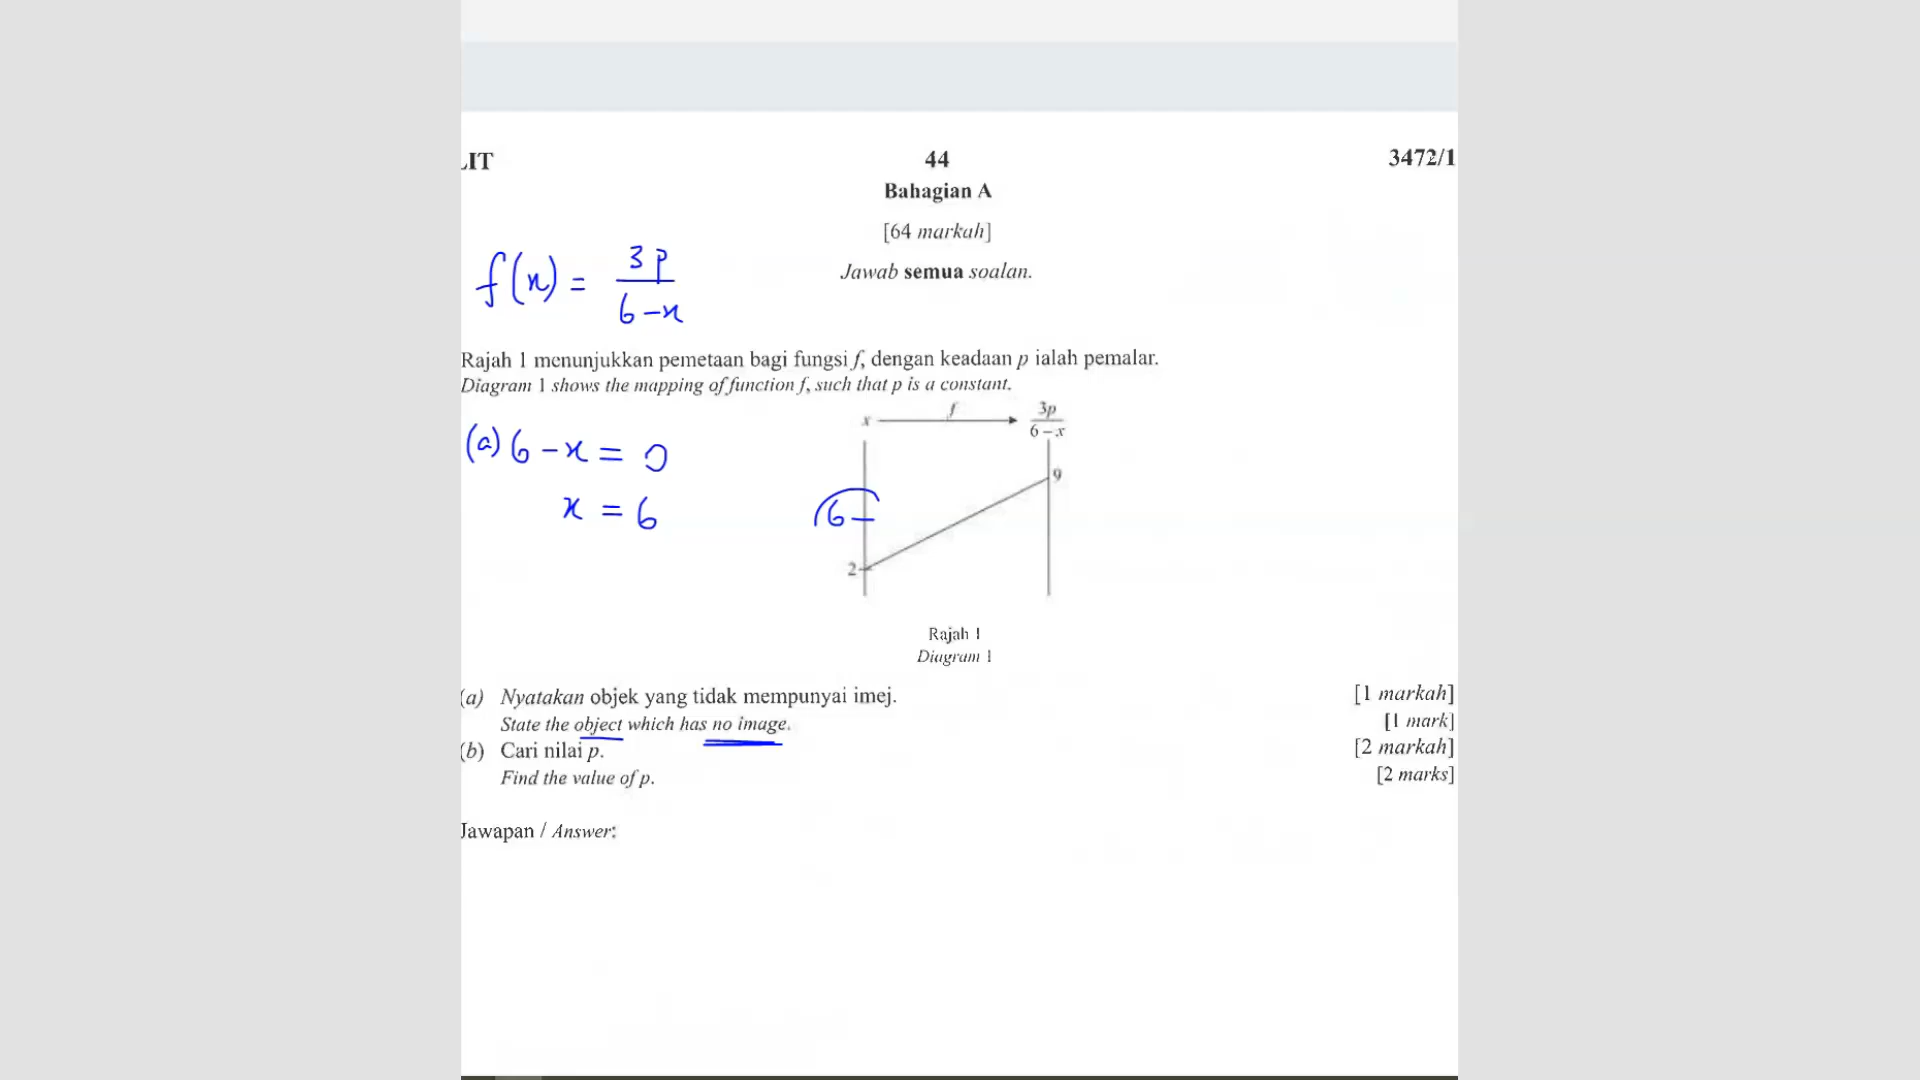 .IT 44 3472/1
Bahagian A
[64 markah]
Jawab semua soalan.
f(x) = 3p
6-x
Rajah 1 menunjukkan pemetaan bagi fungsi f, dengan keadaan p ialah pemalar.
Diagram 1 shows the mapping of function f, such that p is a constant.
x f 3p
6-x
(a) 6-x = 0
x = 6
9
6-
2
Rajah 1
Diagram 1
(a) Nyatakan objek yang tidak mempunyai imej. [1 markah]
State the object which has no image. [1 mark]
(b) Cari nilai p. [2 markah]
Find the value of p. [2 marks]
Jawapan / Answer: